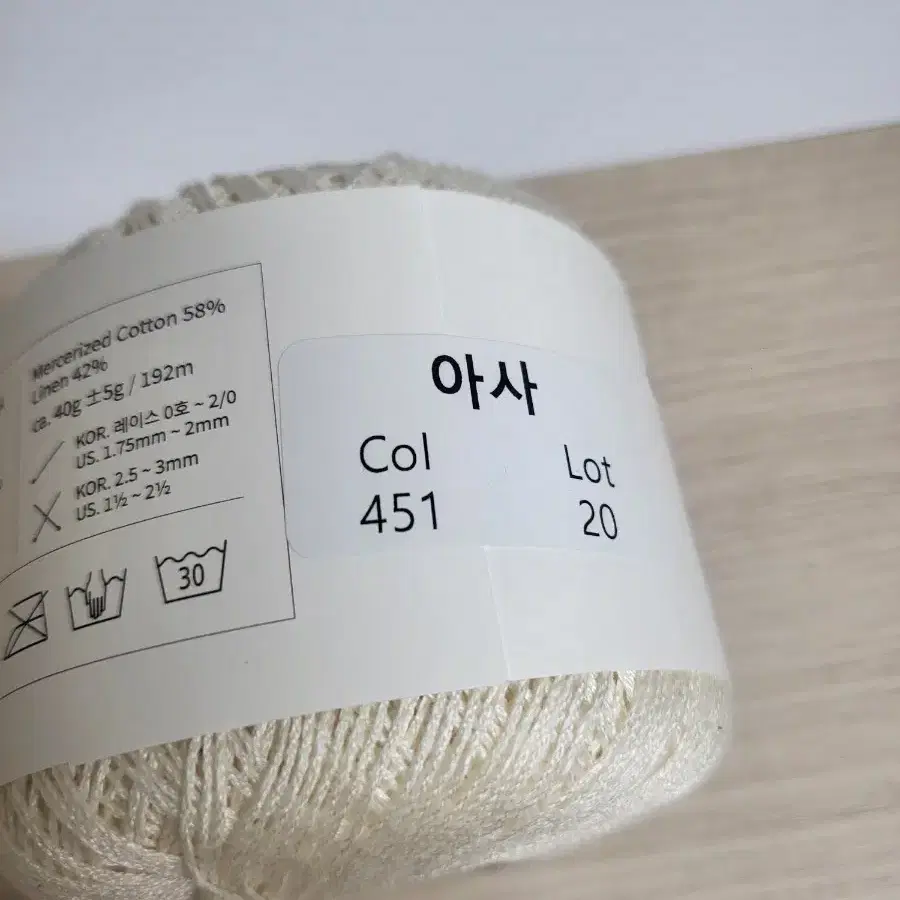 Mercerized Cotton 58%
Linen 42%
ca. 40g ±5g / 192m
KOR. 레이스 0호 ~ 2/0
US. 1.75mm ~ 2mm
KOR. 2.5 ~ 3mm
US. 1½ ~ 2½
30
아사
Col
451
Lot
20